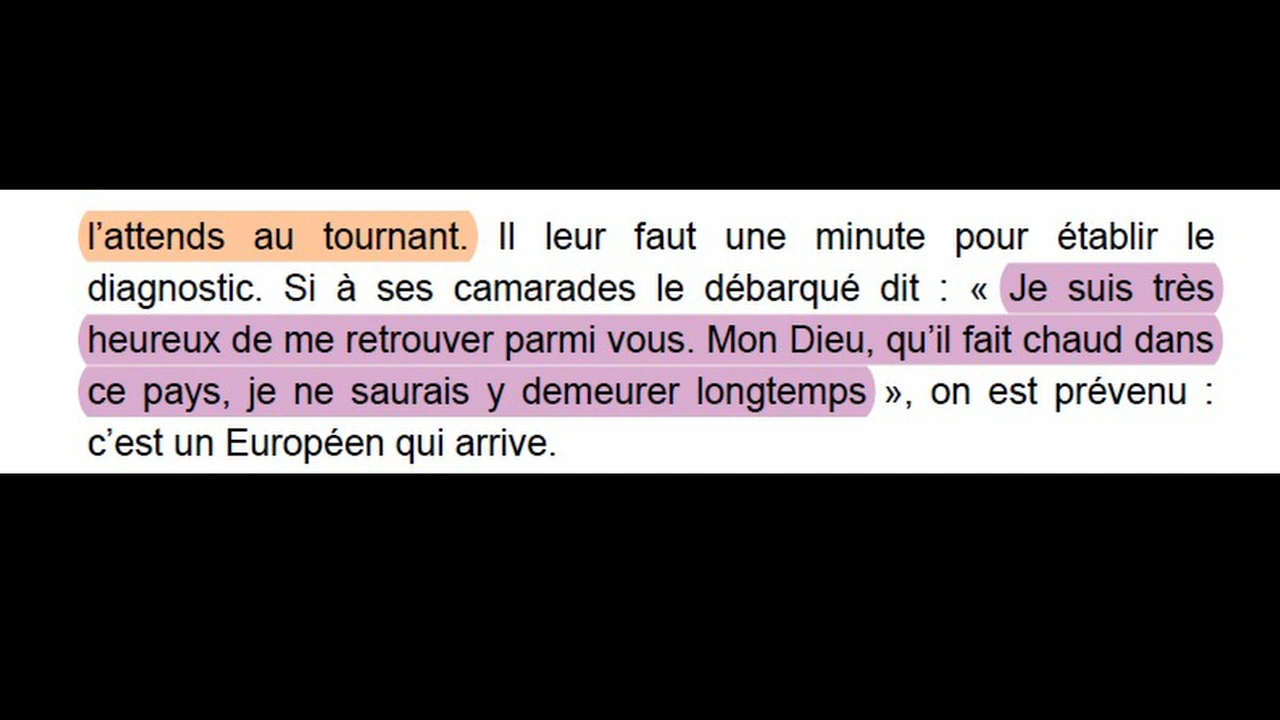 l’attends au tournant. Il leur faut une minute pour établir le
diagnostic. Si à ses camarades le débarqué dit : « Je suis très
heureux de me retrouver parmi vous. Mon Dieu, qu’il fait chaud dans
ce pays, je ne saurais y demeurer longtemps », on est prévenu :
c’est un Européen qui arrive.